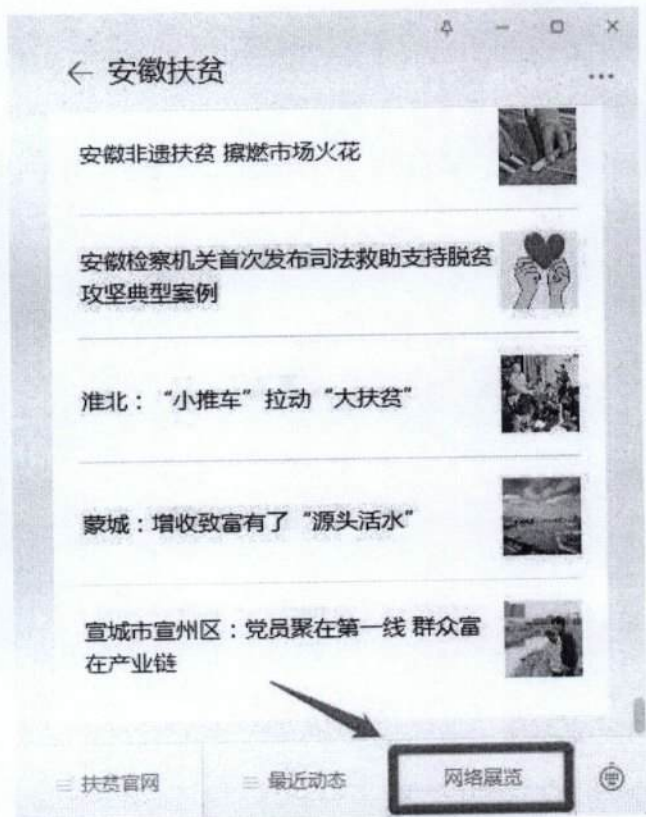 安徽扶贫
安徽非遗扶贫 擦燃市场火花
安徽检察机关首次发布司法救助支持脱贫
攻坚典型案例
淮北：“小推车”拉动“大扶贫”
蒙城：增收致富有了“源头活水”
宣城市宣州区：党员聚在第一线 群众富
在产业链
扶贫官网
最近动态
网络展览